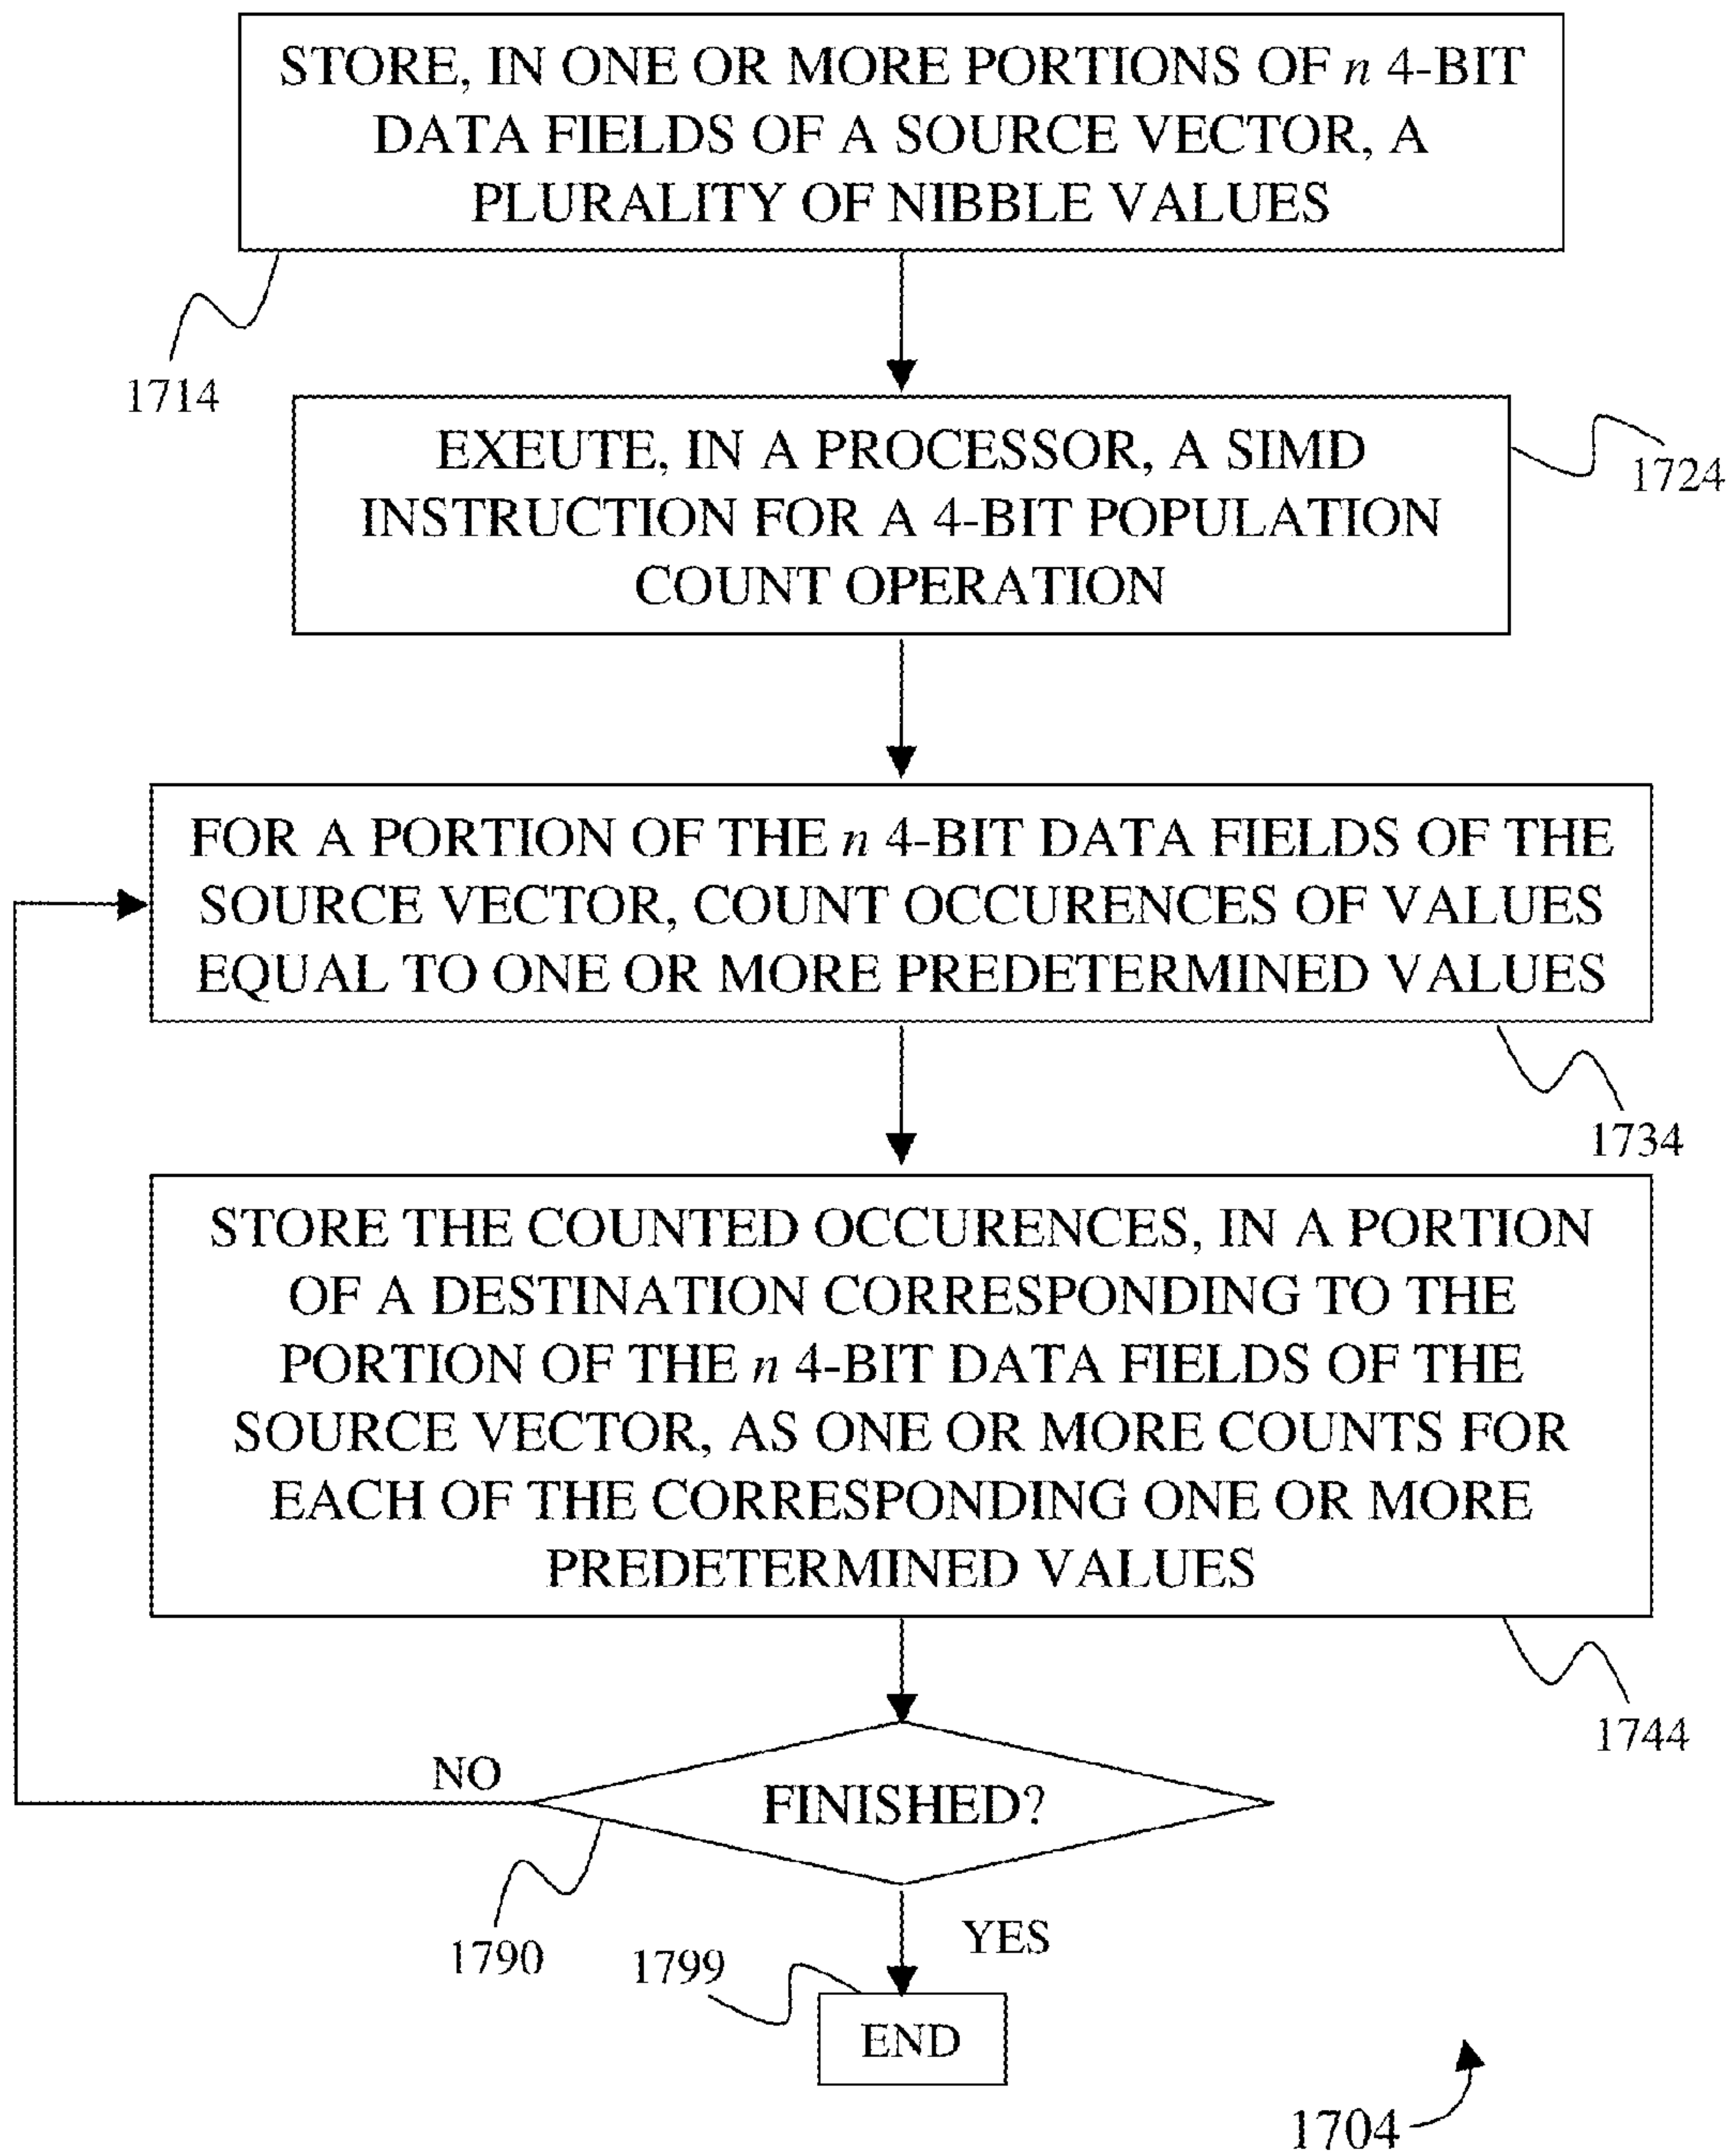 STORE, IN ONE OR MORE PORTIONS OF n 4-BIT
DATA FIELDS OF A SOURCE VECTOR, A
PLURALITY OF NIBBLE VALUES
1714
EXEUTE, IN A PROCESSOR, A SIMD
INSTRUCTION FOR A 4-BIT POPULATION
COUNT OPERATION
1724
FOR A PORTION OF THE n 4-BIT DATA FIELDS OF THE
SOURCE VECTOR, COUNT OCCURENCES OF VALUES
EQUAL TO ONE OR MORE PREDETERMINED VALUES
1734
STORE THE COUNTED OCCURENCES, IN A PORTION
OF A DESTINATION CORRESPONDING TO THE
PORTION OF THE n 4-BIT DATA FIELDS OF THE
SOURCE VECTOR, AS ONE OR MORE COUNTS FOR
EACH OF THE CORRESPONDING ONE OR MORE
PREDETERMINED VALUES
1744
NO
FINISHED?
1790
YES
1799
END
1704